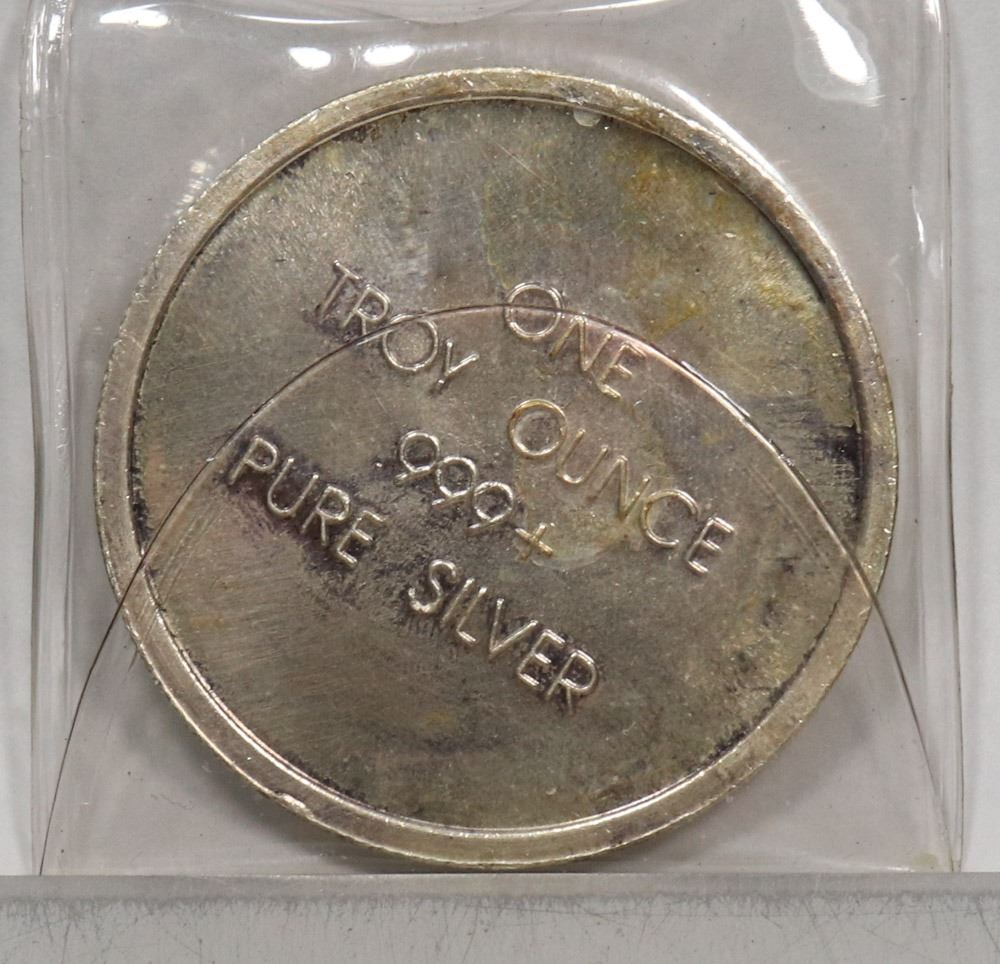 ONE
TROY OUNCE
999+
PURE SILVER